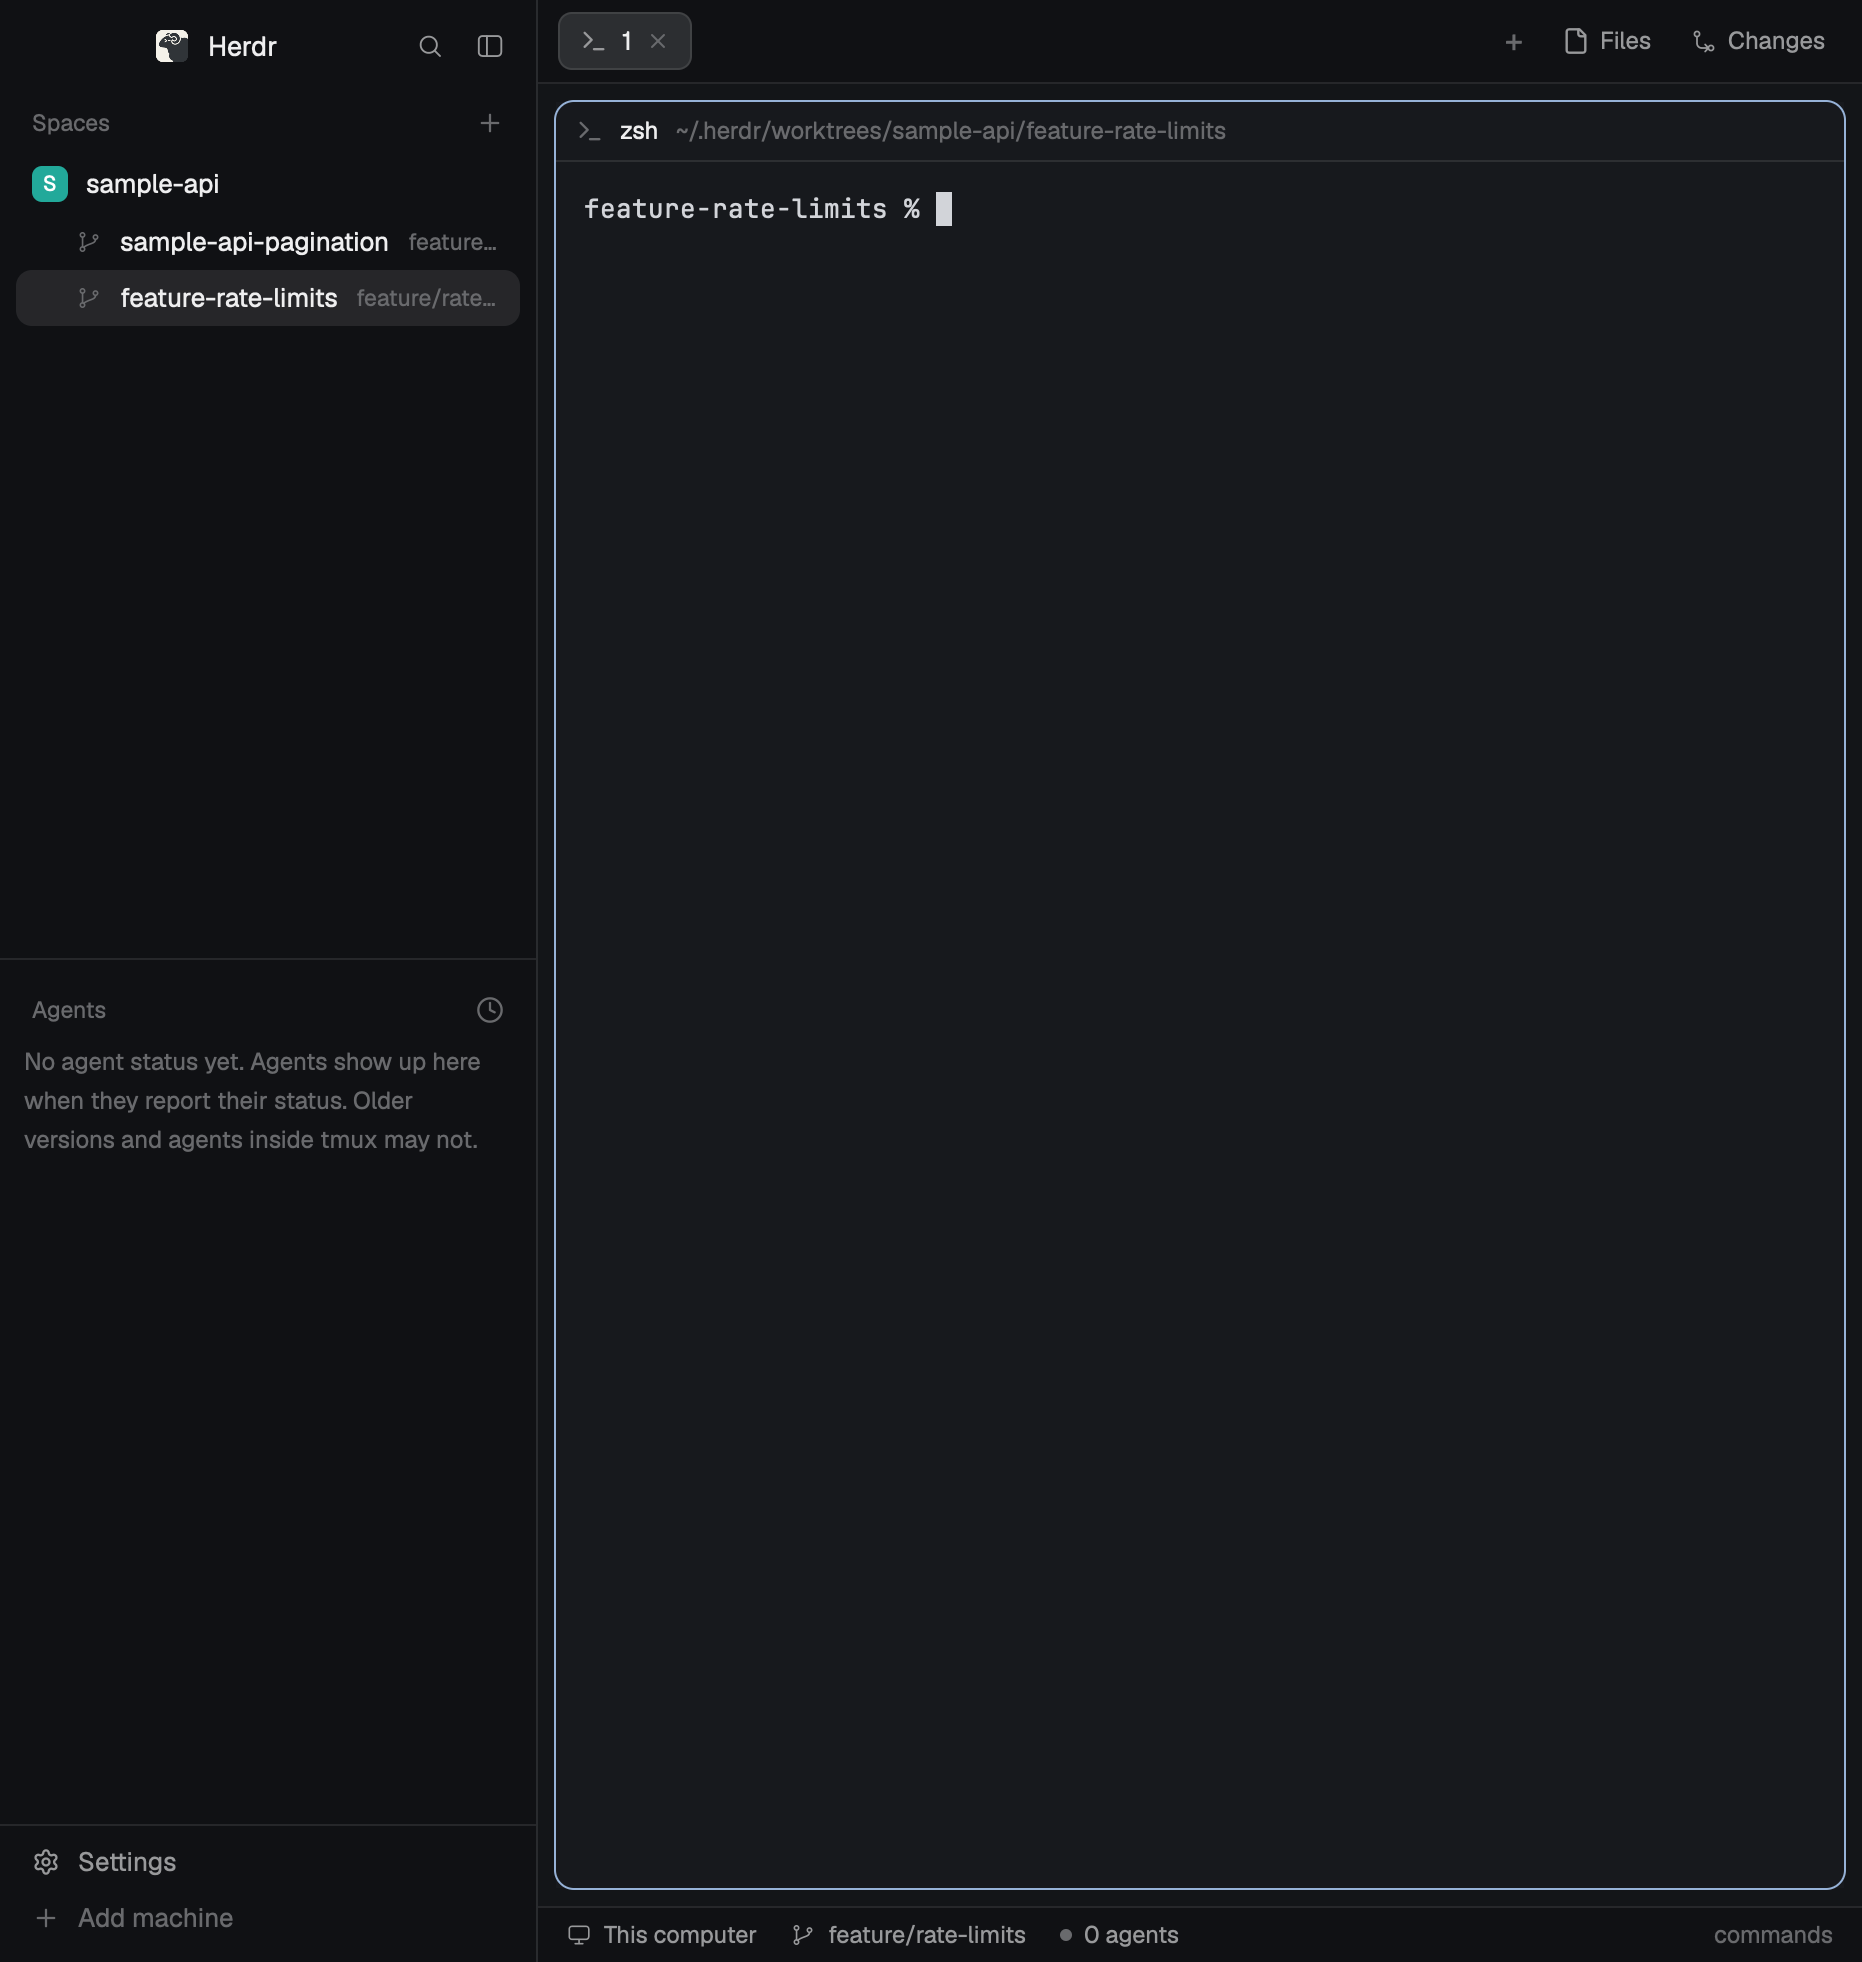 Herdr
Spaces
S sample-api
sample-api-pagination feature...
feature-rate-limits feature/rate...
Agents
No agent status yet. Agents show up here
when they report their status. Older
versions and agents inside tmux may not.
Settings
+ Add machine
>_ 1 ×
+ Files Changes
>_ zsh ~/.herdr/worktrees/sample-api/feature-rate-limits
feature-rate-limits %
This computer feature/rate-limits 0 agents commands